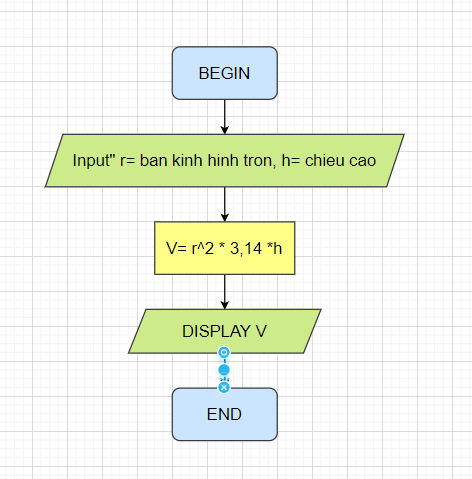 BEGIN
Input" r= ban kinh hinh tron, h= chieu cao
V= r^2 * 3,14 *h
DISPLAY V
END